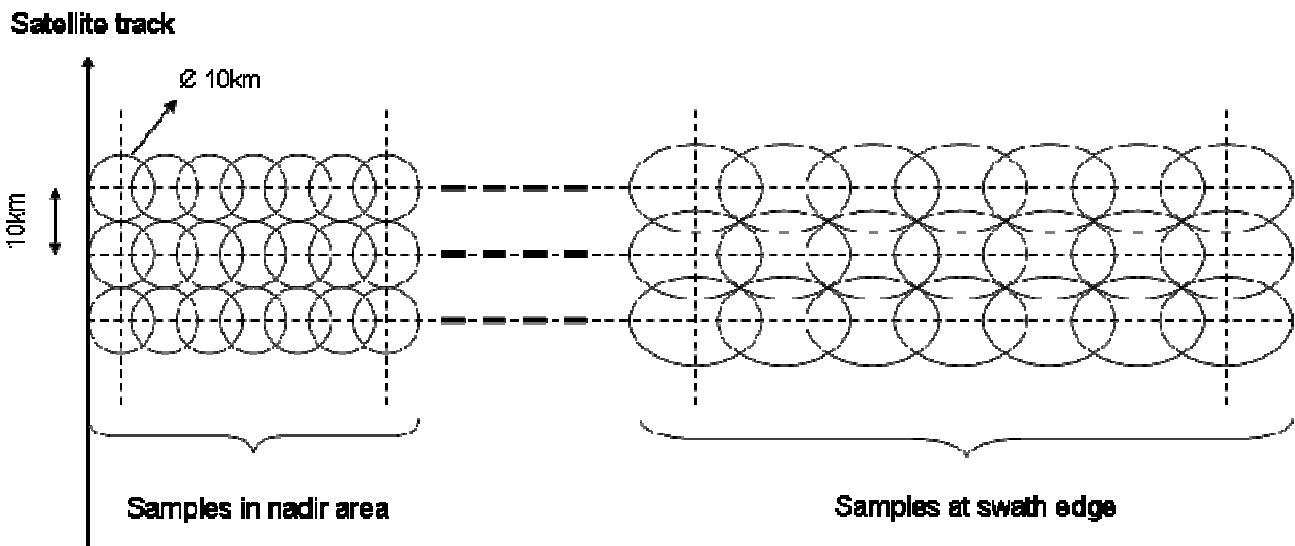 Satellite track
Ø 10km
10km
Samples in nadir area
Samples at swath edge